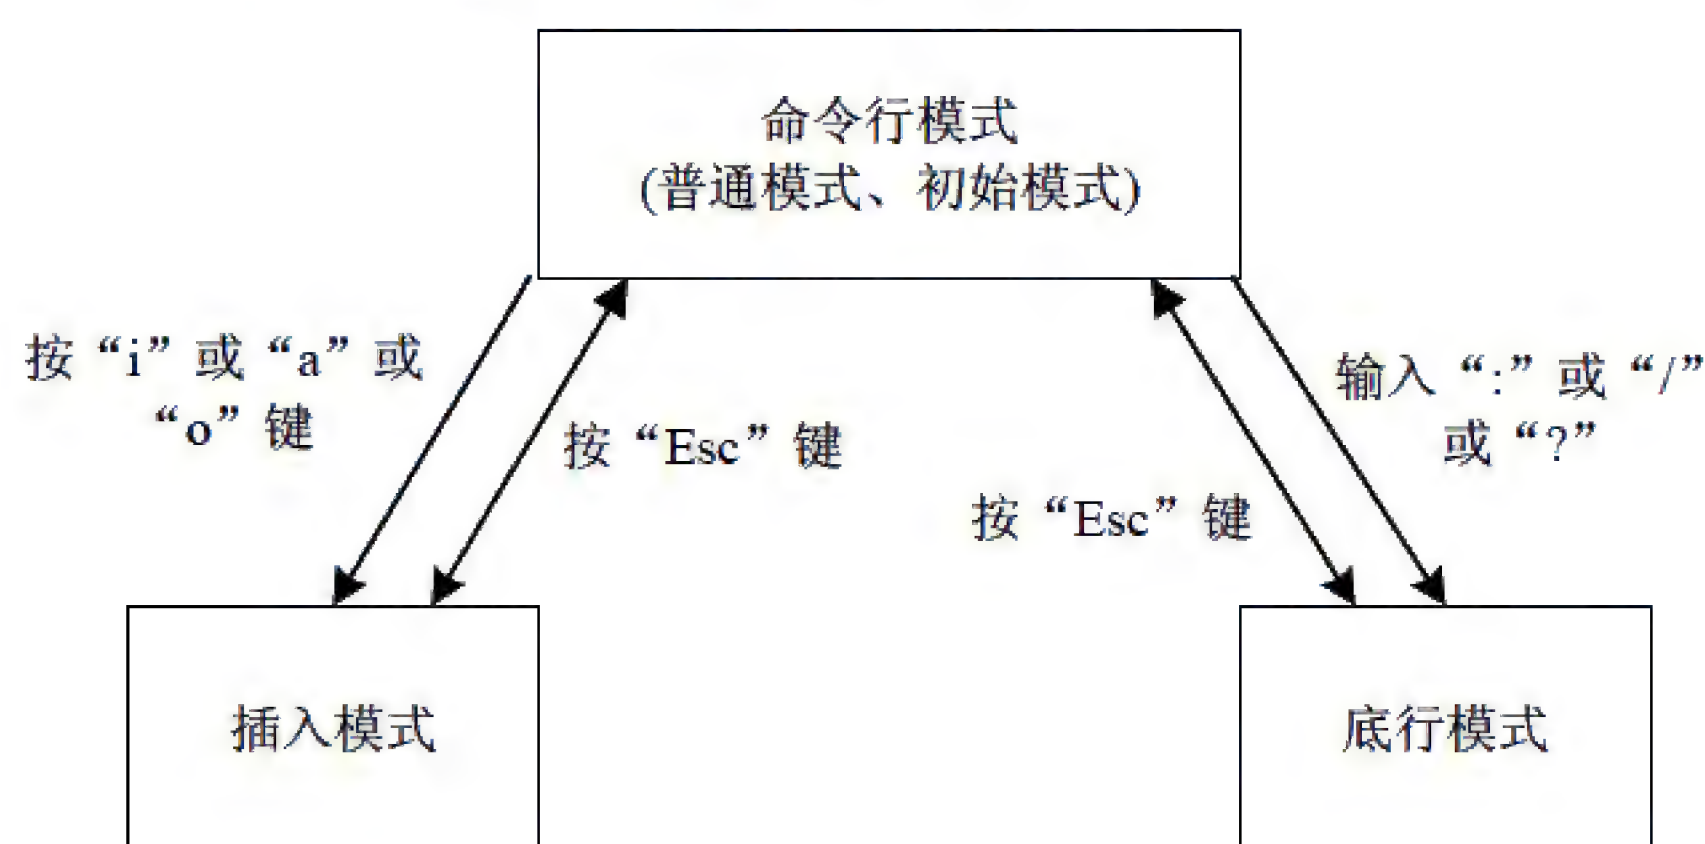 命令行模式
(普通模式、初始模式)
按“i”或“a”或
“o”键
按“Esc”键
按“Esc”键
输入“:”或“/”
或“?”
插入模式
底行模式